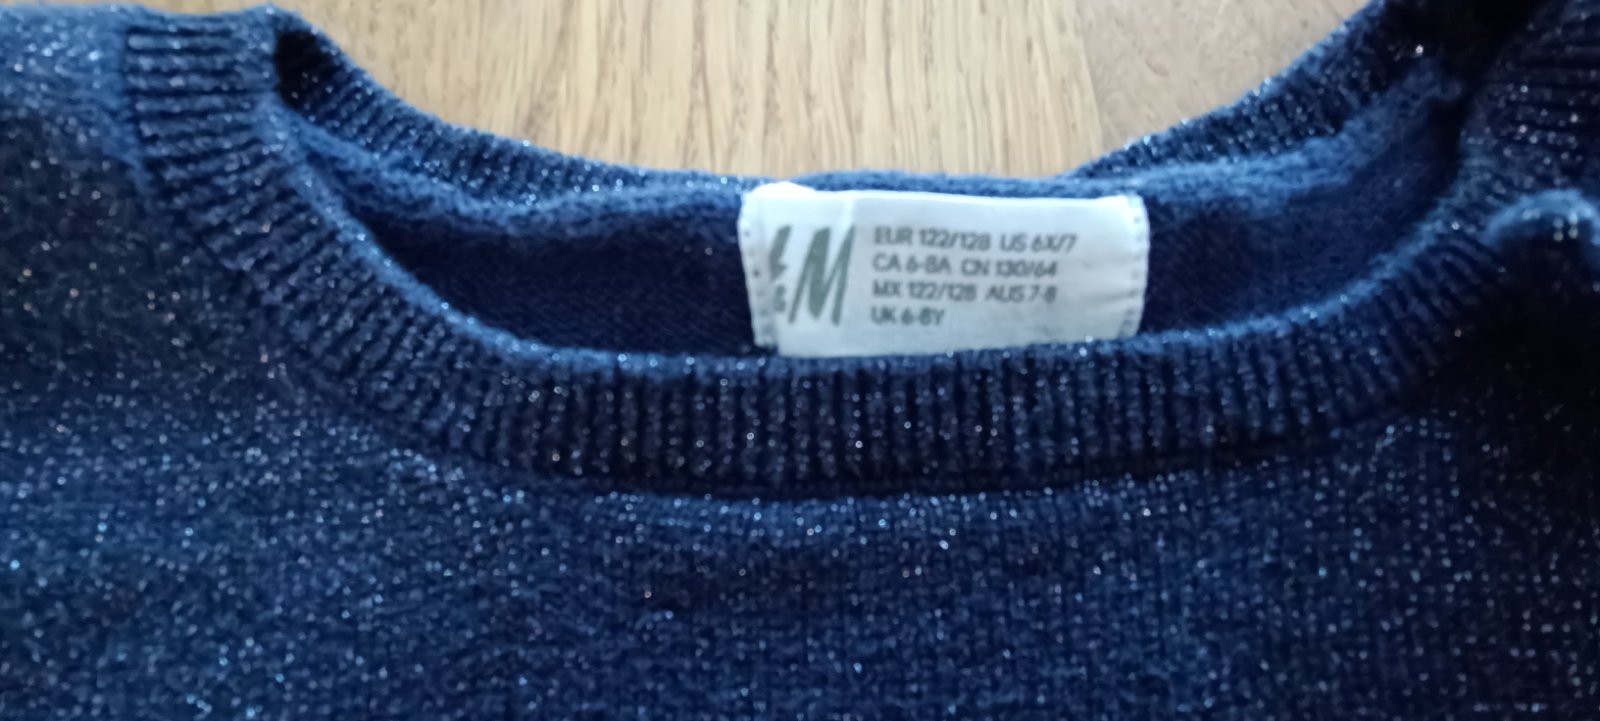 H&M
EUR 122/128 US 6X/7
CA 6-8A CN 130/64
MX 122/128 AUS 7-8
UK 6-8Y